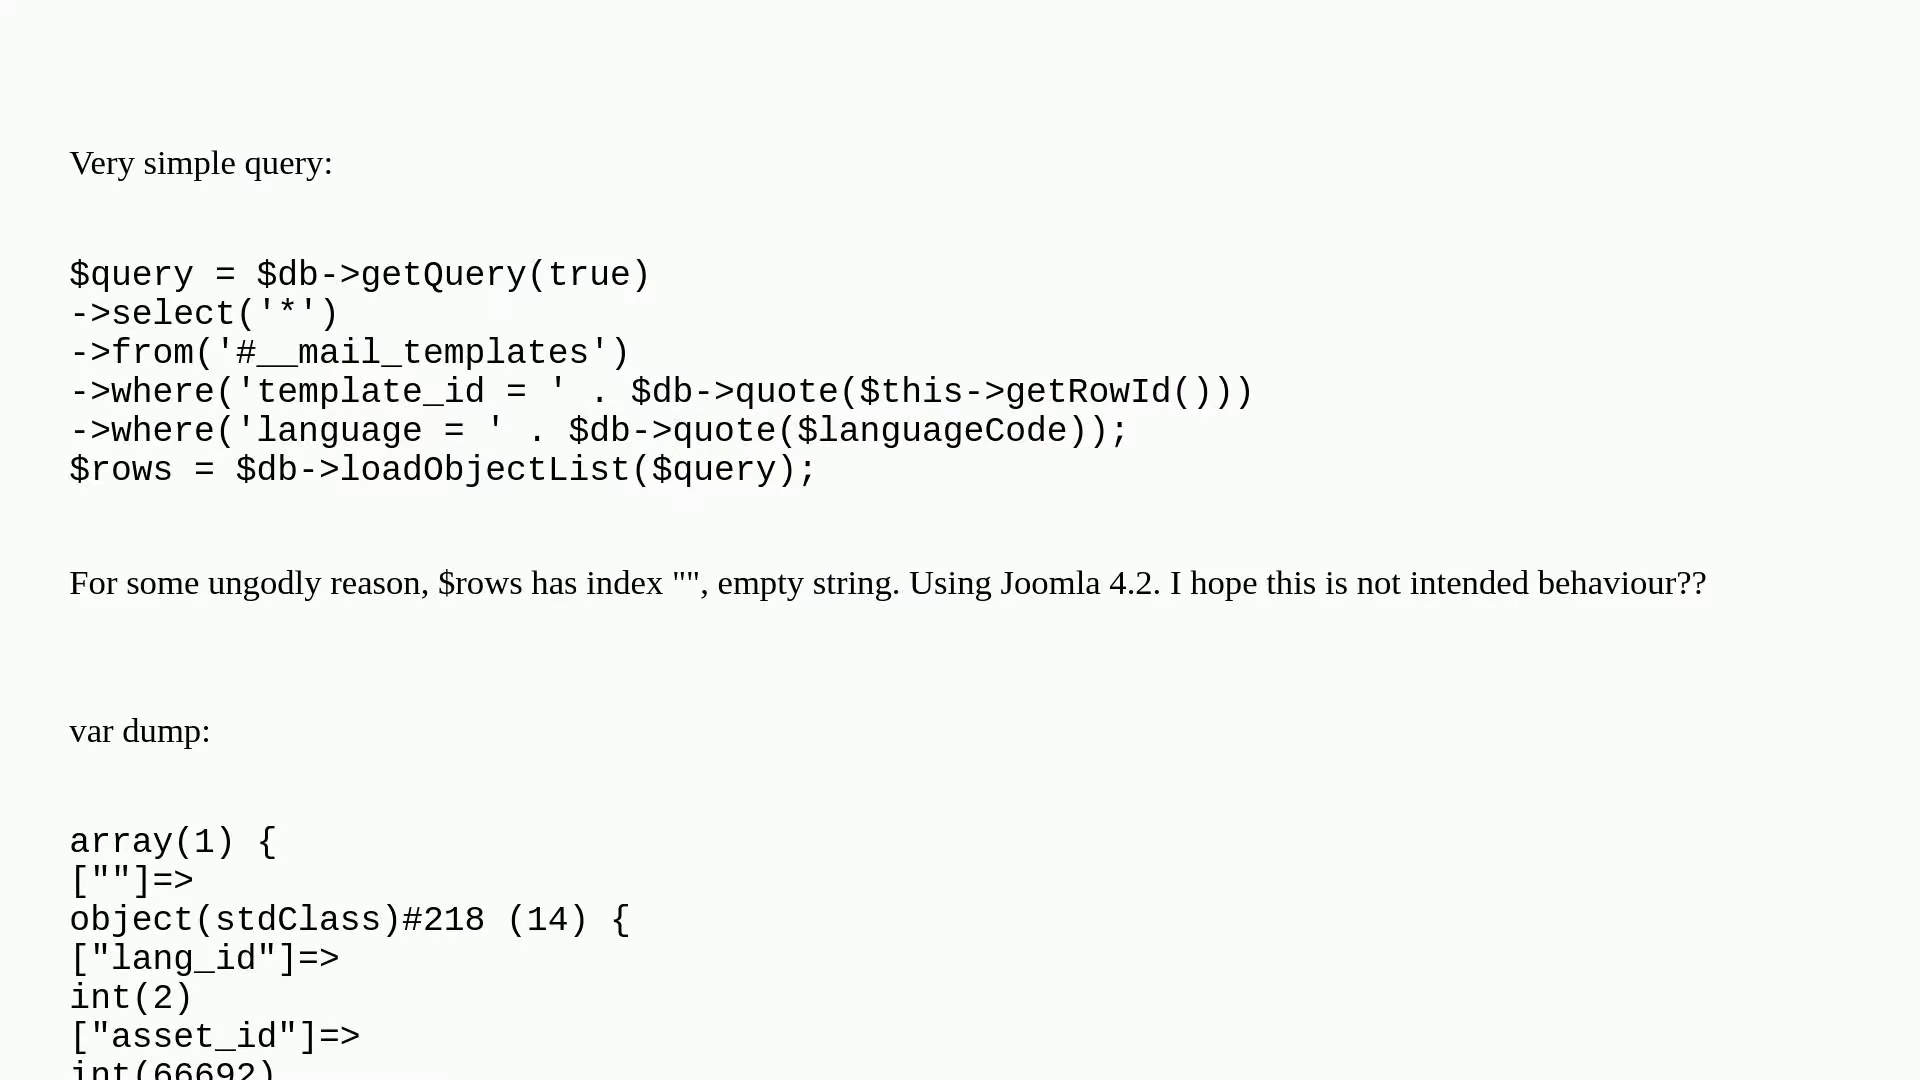 Very simple query:
$query = $db->getQuery(true)
->select('*')
->from('#__mail_templates')
->where('template_id = ' . $db->quote($this->getRowId()))
->where('language = ' . $db->quote($languageCode));
$rows = $db->loadObjectList($query);
For some ungodly reason, $rows has index "", empty string. Using Joomla 4.2. I hope this is not intended behaviour??
var dump:
array(1) {
[""]=>
object(stdClass)#218 (14) {
["lang_id"]=>
int(2)
["asset_id"]=>
int(66692)